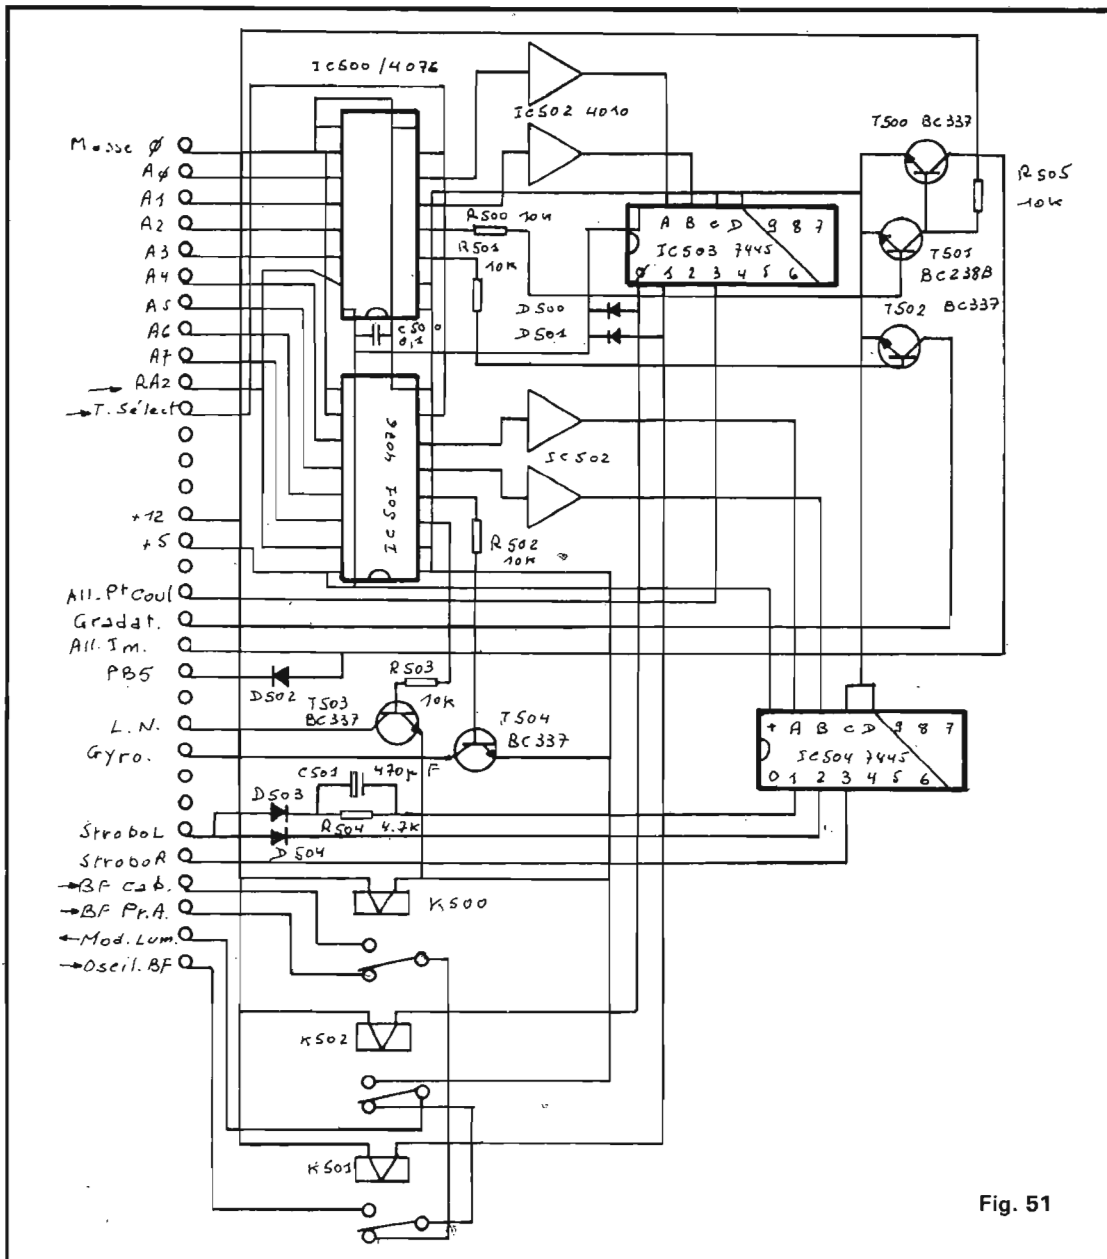 IC500/4076
IC502 4010
T500 BC337
R505
10K
Masse Ø
AØ
A1
A2
A3
A4
A5
A6
A7
→ RA2
→T. Sélect
+12
+5
All. Pt Coul
Gradat.
All. Im.
PB5
L.N.
Gyro.
Strobo L
Strobo R
→BF cab.
→BF Pr.A.
←Mod. Lum.
→Oscil. BF
R500 10K
R501
10K
A B C D 9 8 7
IC503 7445
Ø 1 2 3 4 5 6
T501
BC238B
T502 BC337
D500
D501
C500
0,1
IC501 4076
IC502
R502
10K
R503
10K
D502
T503
BC337
T504
BC337
+ A B C D 9 8 7
IC504 7445
0 1 2 3 4 5 6
C501 470µF
D503
R504 4.7K
D504
K500
K502
K501
Fig. 51